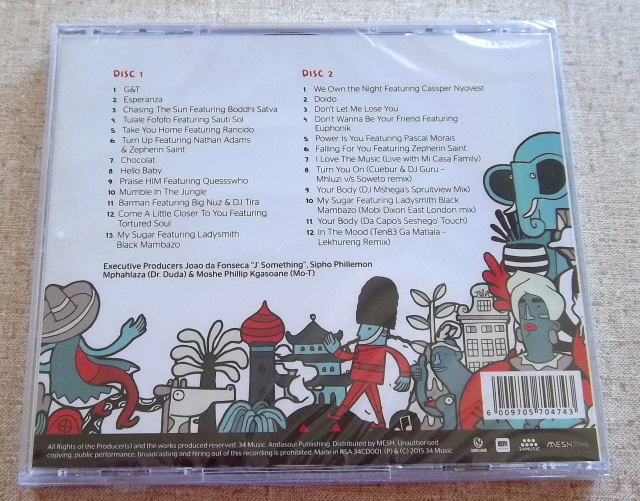 DISC 1
1. G&T
2. Esperanza
3. Chasing The Sun Featuring Boddhi Satva
4. Tulale Fofofo Featuring Sauti Sol
5. Take You Home Featuring Rancido
6. Turn Up Featuring Nathan Adams
& Zepherin Saint
7. Chocolat
8. Hello Baby
9. Praise HIM Featuring Quessswho
10. Mumble In The Jungle
11. Barman Featuring Big Nuz & DJ Tira
12. Come A Little Closer To You Featuring
Tortured Soul
13. My Sugar Featuring Ladysmith
Black Mambazo
DISC 2
1. We Own the Night Featuring Cassper Nyovest
2. Doido
3. Don't Let Me Lose You
4. Don't Wanna Be Your Friend Featuring
Euphonik
5. Power Is You Featuring Pascal Morais
6. Falling For You Featuring Zepherin Saint
7. I Love The Music (Live with Mi Casa Family)
8. Turn You On (Cuebur & DJ Guru -
Mhluzi v/s Soweto remix)
9. Your Body (DJ Mshega's Spruitview Mix)
10. My Sugar Featuring Ladysmith Black
Mambazo (Mobi Dixon East London mix)
11. Your Body (Da Capo's Seshego' Touch)
12. In The Mood (Ten83 Ga Matlala -
Lekhureng Remix)
Executive Producers Joao da Fonseca "J' Something", Sipho Phillemon
Mphahlaza (Dr. Duda) & Moshe Phillip Kgasoane (Mo-T)
6 009705 704743
All Rights of the Producer(s) and the works produced reserved. 34 Music. Andasoul Publishing. Distributed by MESH. Unauthorised
copying, public performance, broadcasting and hiring out of this recording is prohibited. Made in RSA 34CD001. (P) & (C) 2015 34 Music
34MUSIC
MESH